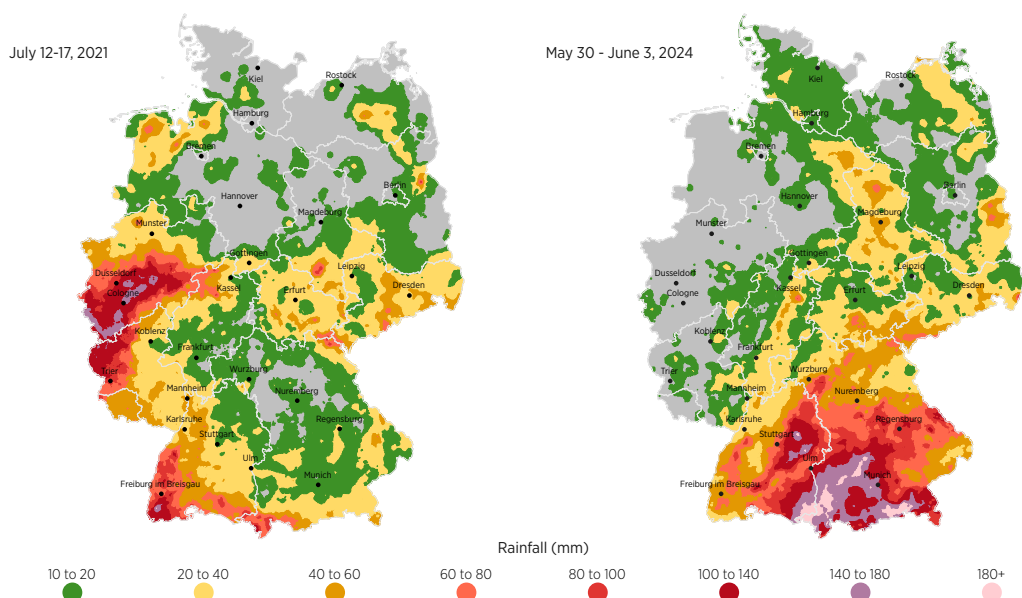 July 12-17, 2021
Kiel
Rostock
Hamburg
Bremen
Berlin
Hannover
Magdeburg
Munster
Gottingen
Dusseldorf
Kassel
Leipzig
Cologne
Erfurt
Dresden
Koblenz
Frankfurt
Trier
Wurzburg
Mannheim
Nuremberg
Karlsruhe
Stuttgart
Regensburg
Ulm
Freiburg im Breisgau
Munich
May 30 - June 3, 2024
Kiel
Rostock
Hamburg
Bremen
Berlin
Hannover
Magdeburg
Munster
Gottingen
Dusseldorf
Kassel
Leipzig
Cologne
Erfurt
Dresden
Koblenz
Frankfurt
Trier
Wurzburg
Mannheim
Nuremberg
Karlsruhe
Stuttgart
Regensburg
Ulm
Freiburg im Breisgau
Munich
Rainfall (mm)
10 to 20
20 to 40
40 to 60
60 to 80
80 to 100
100 to140
140 t0180
180+